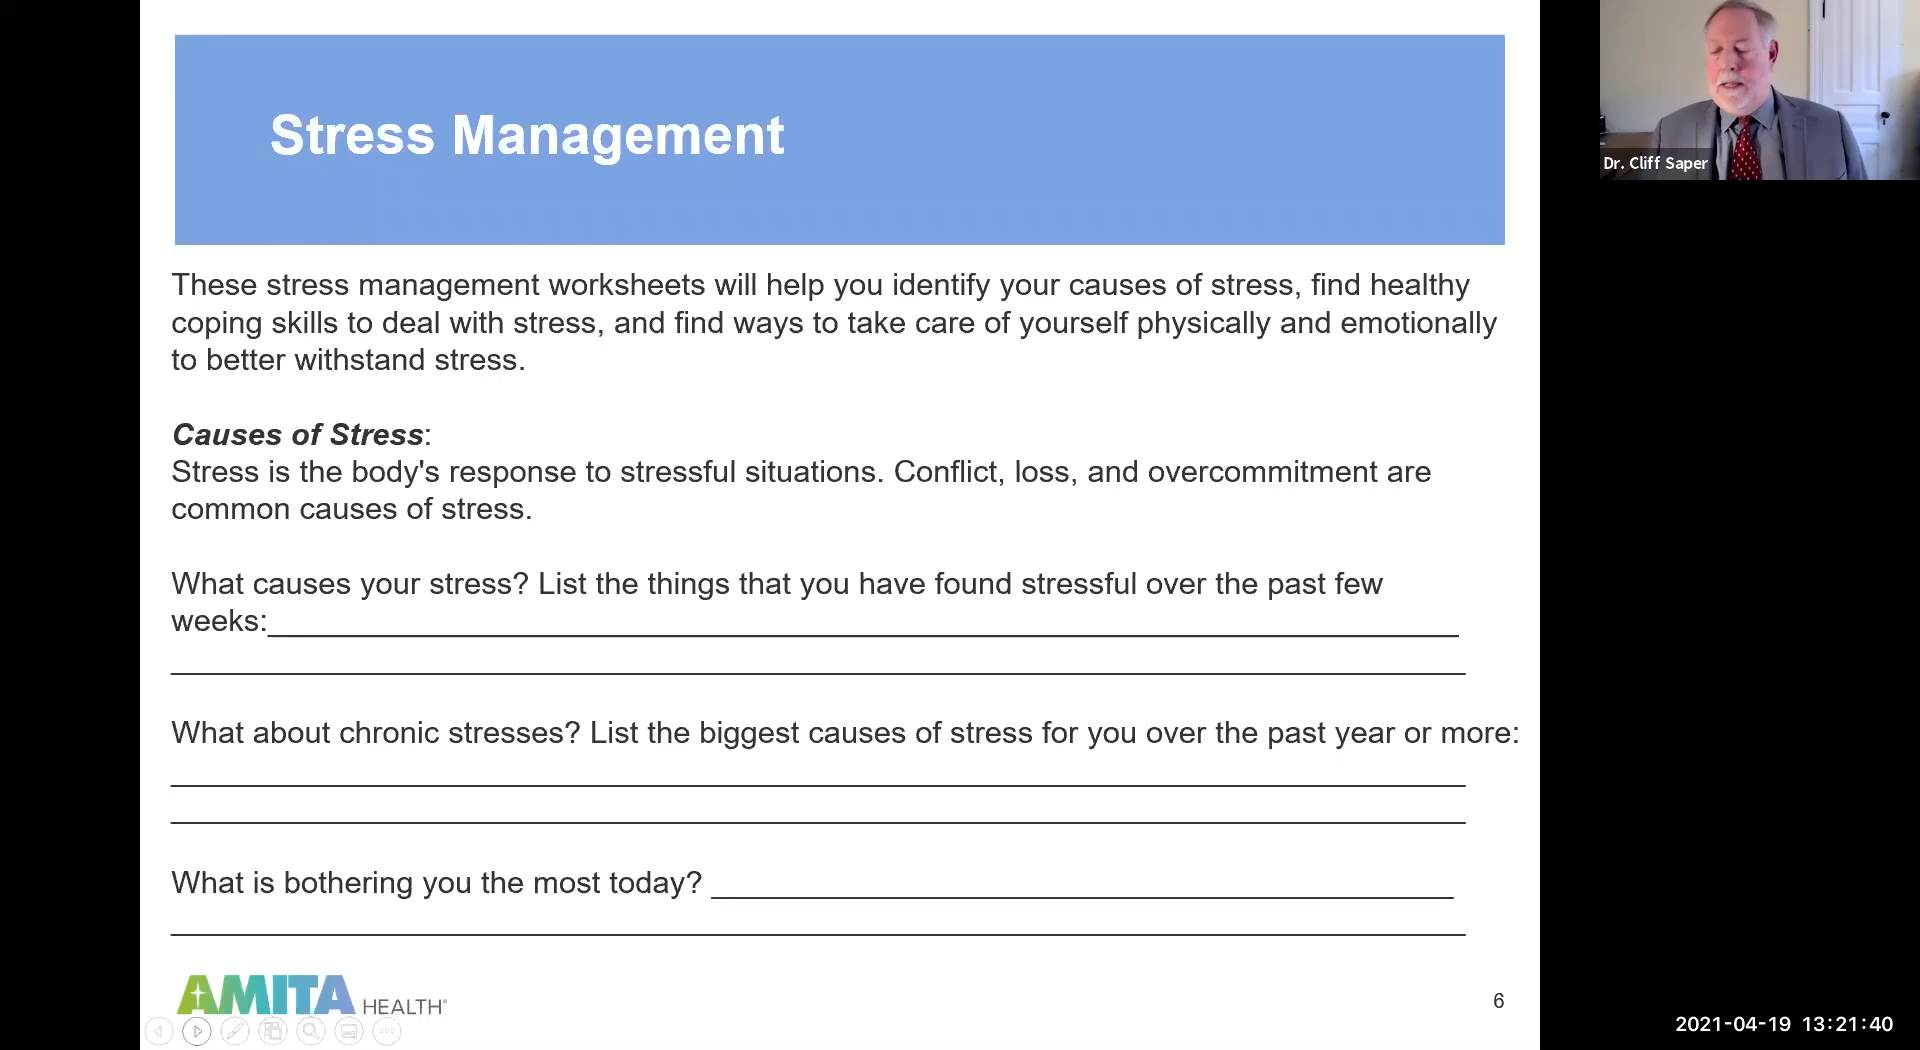 Stress Management
These stress management worksheets will help you identify your causes of stress, find healthy
coping skills to deal with stress, and find ways to take care of yourself physically and emotionally
to better withstand stress.
Causes of Stress:
Stress is the body's response to stressful situations. Conflict, loss, and overcommitment are
common causes of stress.
What causes your stress? List the things that you have found stressful over the past few
weeks:
What about chronic stresses? List the biggest causes of stress for you over the past year or more:
What is bothering you the most today?
AMITA HEALTH®
6
Dr. Cliff Saper
2021-04-19 13:21:40